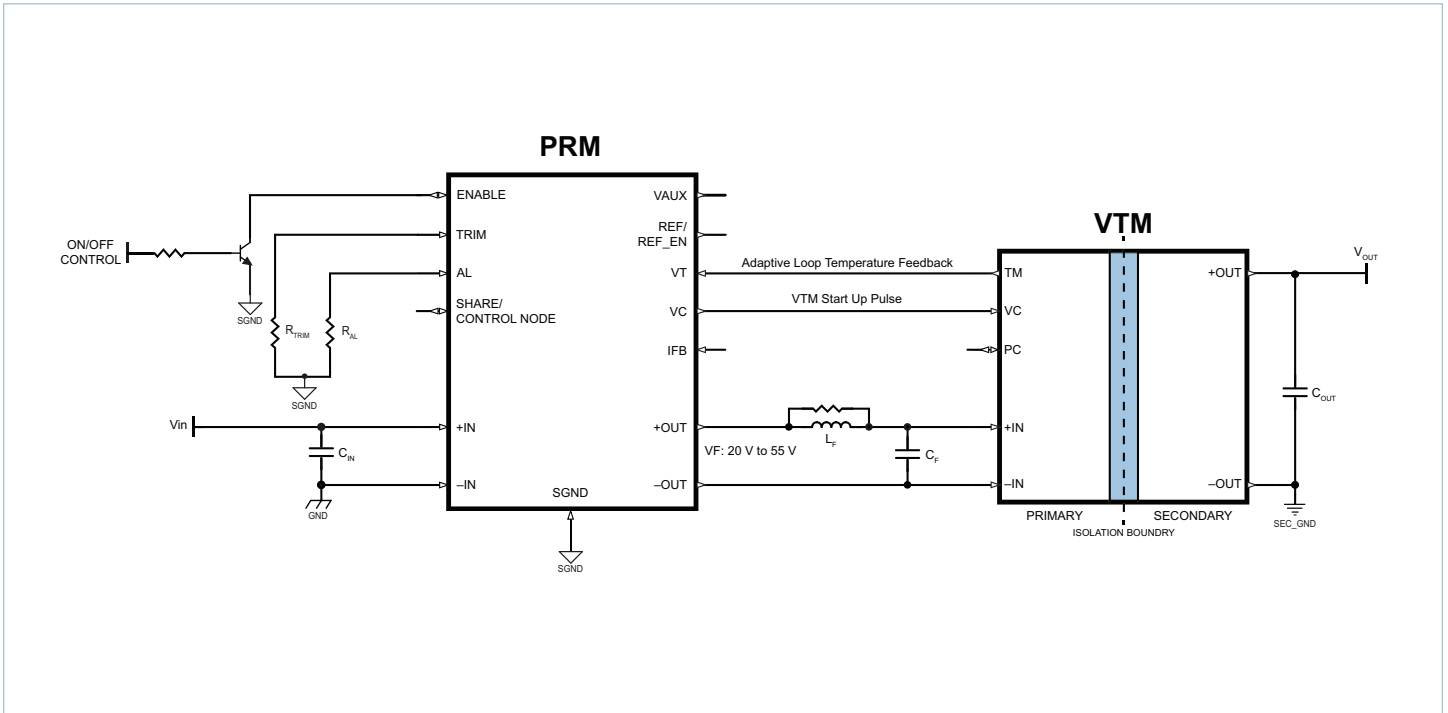 PRM
VTM
ON/OFF
CONTROL
SGND
R_TRIM
R_AL
SGND
Vin
C_IN
GND
ENABLE
TRIM
AL
SHARE/
CONTROL NODE
+IN
–IN
SGND
SGND
VAUX
REF/
REF_EN
VT
VC
IFB
+OUT
–OUT
Adaptive Loop Temperature Feedback
VTM Start Up Pulse
VF: 20 V to 55 V
L_F
C_F
TM
VC
PC
+IN
–IN
+OUT
–OUT
PRIMARY
SECONDARY
ISOLATION BOUNDRY
V_OUT
C_OUT
SEC_GND